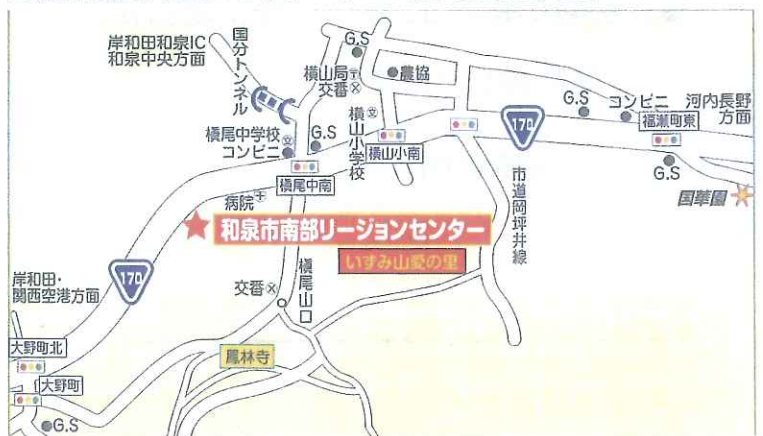 岸和田和泉IC
和泉中央方面
国分トンネル
G.S
横山局
交番
農協
槇尾中学校
コンビニ
G.S
横山小学校
横山小南
170
G.S
コンビニ
河内長野
方面
福瀬町東
G.S
国華園
槇尾中南
病院
市道岡坪井線
和泉市南部リージョンセンター
いずみ山愛の里
170
岸和田・
関西空港方面
交番
槇尾山口
鳳林寺
大野町北
大野町
G.S